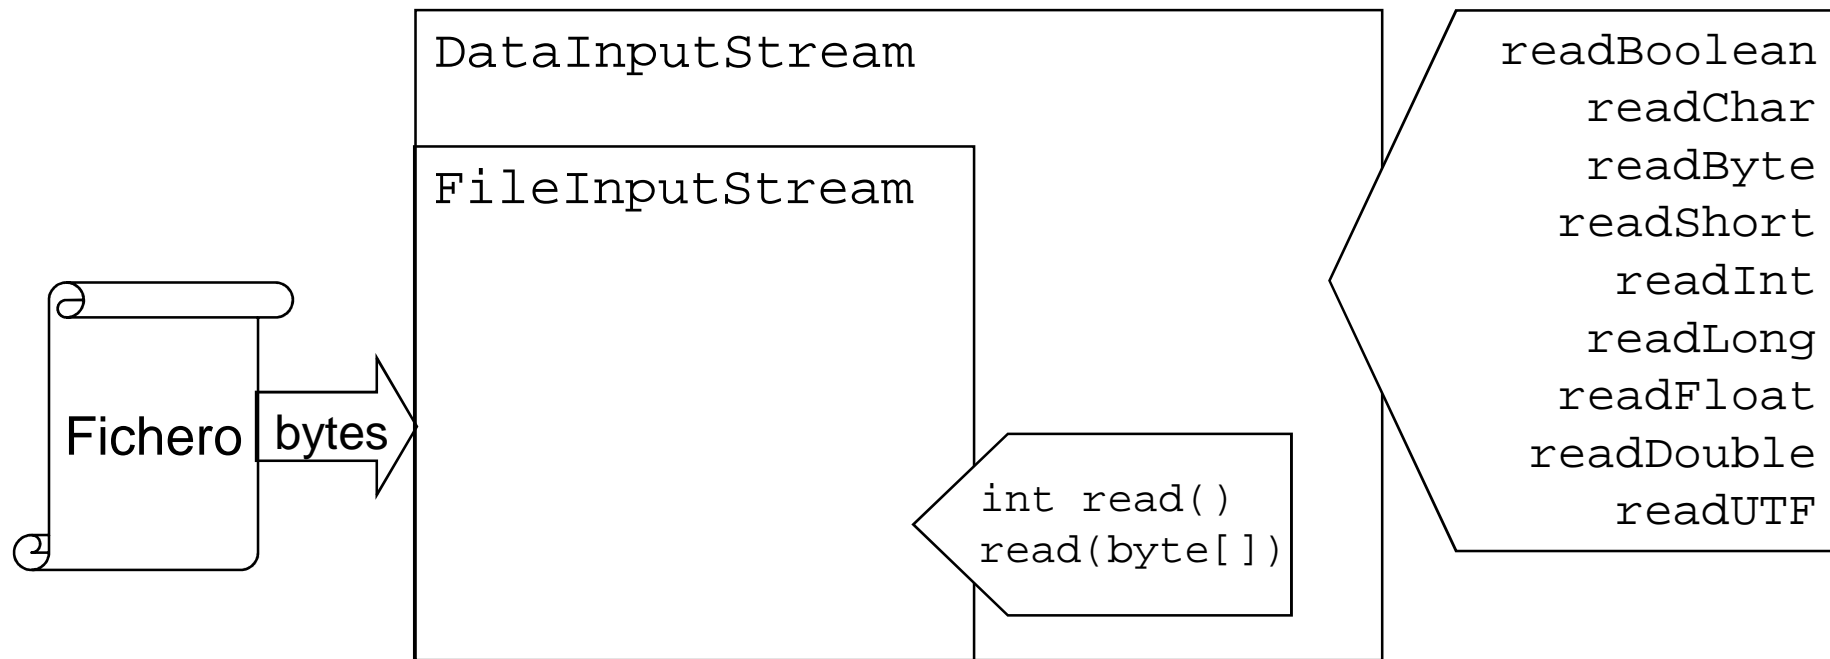 DataInputStream
FileInputStream
Fichero
bytes
int read()
read(byte[])
readBoolean
readChar
readByte
readShort
readInt
readLong
readFloat
readDouble
readUTF